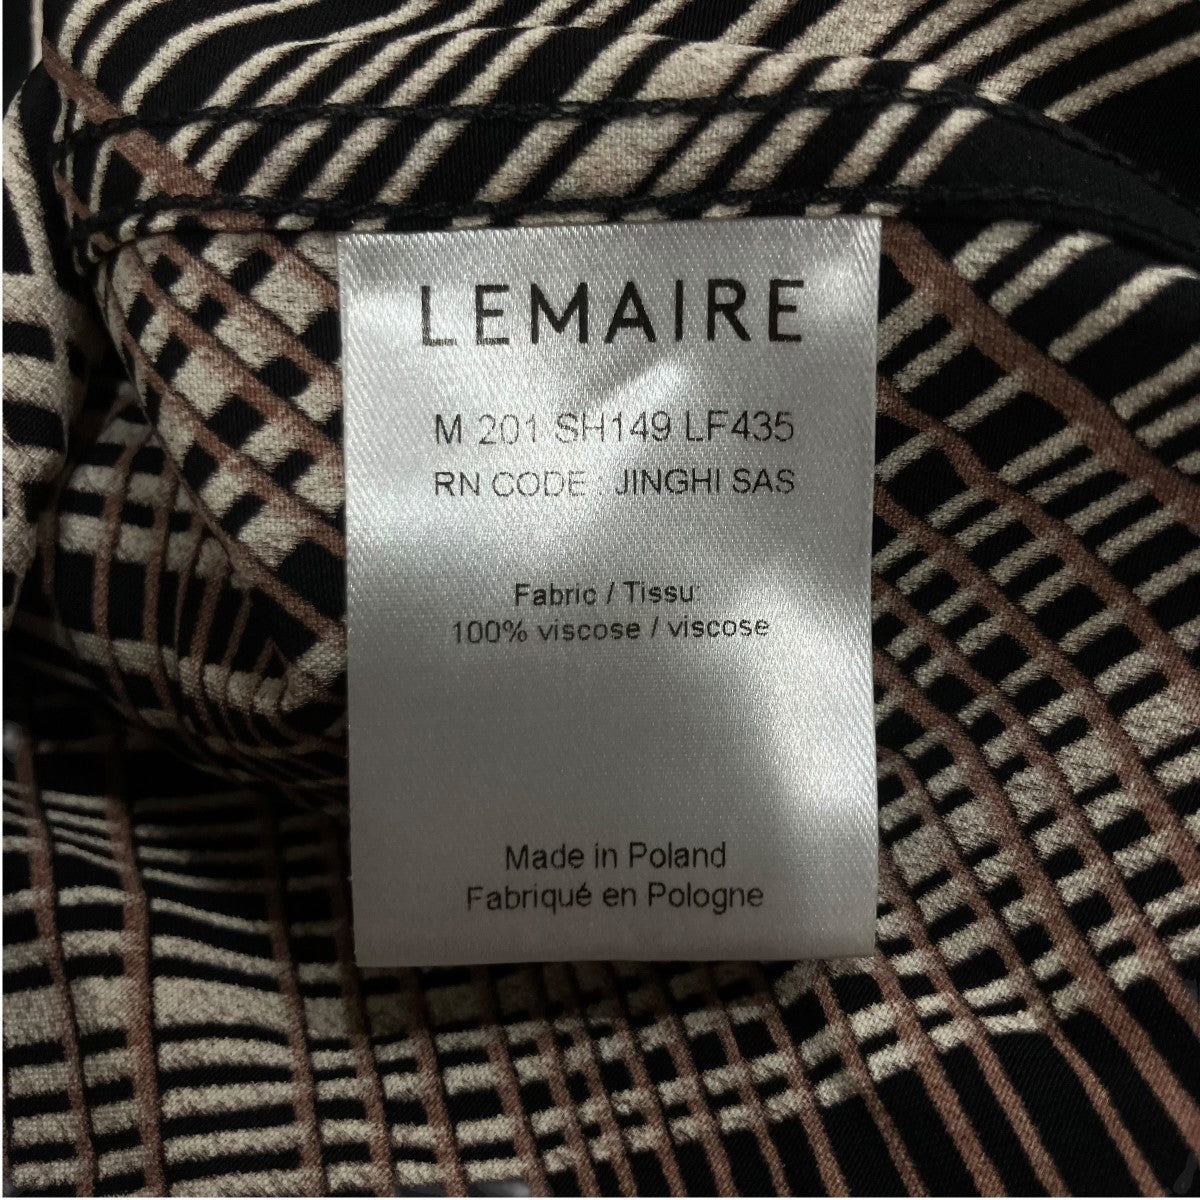 LEMAIRE
M 201 SH149 LF435
RN CODE : JINGHI SAS
Fabric / Tissu:
100% viscose / viscose
Made in Poland
Fabriqué en Pologne